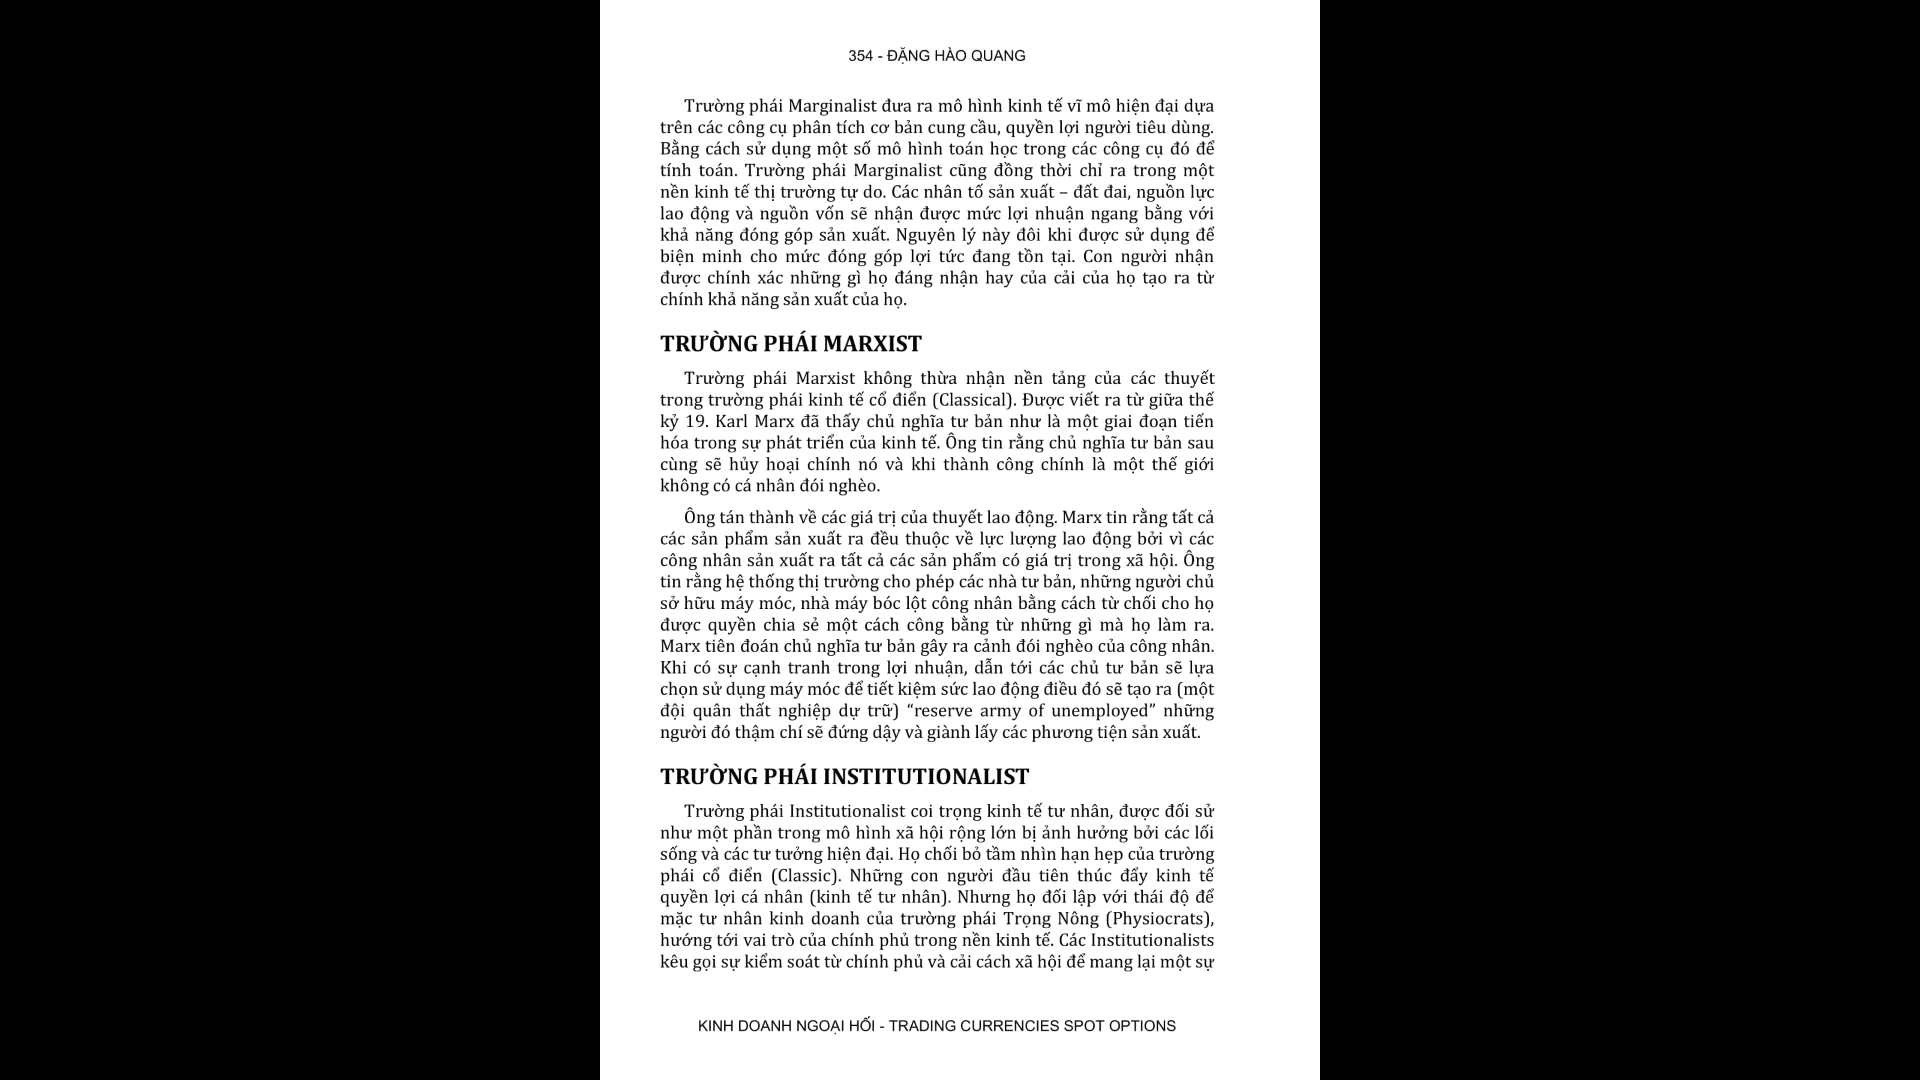 354 - ĐẶNG HÀO QUANG
Trường phái Marginalist đưa ra mô hình kinh tế vĩ mô hiện đại dựa
trên các công cụ phân tích cơ bản cung cầu, quyền lợi người tiêu dùng.
Bằng cách sử dụng một số mô hình toán học trong các công cụ đó để
tính toán. Trường phái Marginalist cũng đồng thời chỉ ra trong một
nền kinh tế thị trường tự do. Các nhân tố sản xuất – đất đai, nguồn lực
lao động và nguồn vốn sẽ nhận được mức lợi nhuận ngang bằng với
khả năng đóng góp sản xuất. Nguyên lý này đôi khi được sử dụng để
biện minh cho mức đóng góp lợi tức đang tồn tại. Con người nhận
được chính xác những gì họ đáng nhận hay của cải của họ tạo ra từ
chính khả năng sản xuất của họ.
TRƯỜNG PHÁI MARXIST
Trường phái Marxist không thừa nhận nền tảng của các thuyết
trong trường phái kinh tế cổ điển (Classical). Được viết ra từ giữa thế
kỷ 19. Karl Marx đã thấy chủ nghĩa tư bản như là một giai đoạn tiến
hóa trong sự phát triển của kinh tế. Ông tin rằng chủ nghĩa tư bản sau
cùng sẽ hủy hoại chính nó và khi thành công chính là một thế giới
không có cá nhân đói nghèo.
Ông tán thành về các giá trị của thuyết lao động. Marx tin rằng tất cả
các sản phẩm sản xuất ra đều thuộc về lực lượng lao động bởi vì các
công nhân sản xuất ra tất cả các sản phẩm có giá trị trong xã hội. Ông
tin rằng hệ thống thị trường cho phép các nhà tư bản, những người chủ
sở hữu máy móc, nhà máy bóc lột công nhân bằng cách từ chối cho họ
được quyền chia sẻ một cách công bằng từ những gì mà họ làm ra.
Marx tiên đoán chủ nghĩa tư bản gây ra cảnh đói nghèo của công nhân.
Khi có sự cạnh tranh trong lợi nhuận, dẫn tới các chủ tư bản sẽ lựa
chọn sử dụng máy móc để tiết kiệm sức lao động điều đó sẽ tạo ra (một
đội quân thất nghiệp dự trữ) “reserve army of unemployed” những
người đó thậm chí sẽ đứng dậy và giành lấy các phương tiện sản xuất.
TRƯỜNG PHÁI INSTITUTIONALIST
Trường phái Institutionalist coi trọng kinh tế tư nhân, được đối sử
như một phần trong mô hình xã hội rộng lớn bị ảnh hưởng bởi các lối
sống và các tư tưởng hiện đại. Họ chối bỏ tầm nhìn hạn hẹp của trường
phái cổ điển (Classic). Những con người đầu tiên thúc đẩy kinh tế
quyền lợi cá nhân (kinh tế tư nhân). Nhưng họ đối lập với thái độ để
mặc tư nhân kinh doanh của trường phái Trọng Nông (Physiocrats),
hướng tới vai trò của chính phủ trong nền kinh tế. Các Institutionalists
kêu gọi sự kiểm soát từ chính phủ và cải cách xã hội để mang lại một sự
KINH DOANH NGOẠI HỐI - TRADING CURRENCIES SPOT OPTIONS